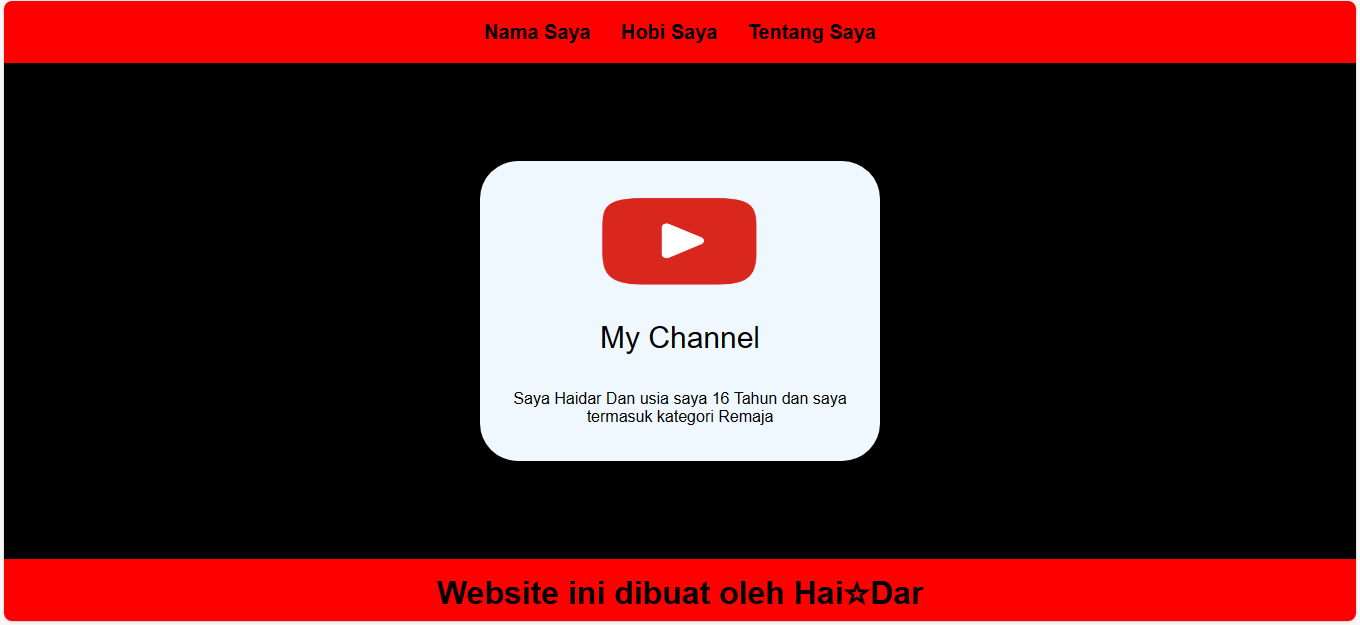 Nama Saya Hobi Saya Tentang Saya
My Channel
Saya Haidar Dan usia saya 16 Tahun dan saya
termasuk kategori Remaja
Website ini dibuat oleh Hai☆Dar